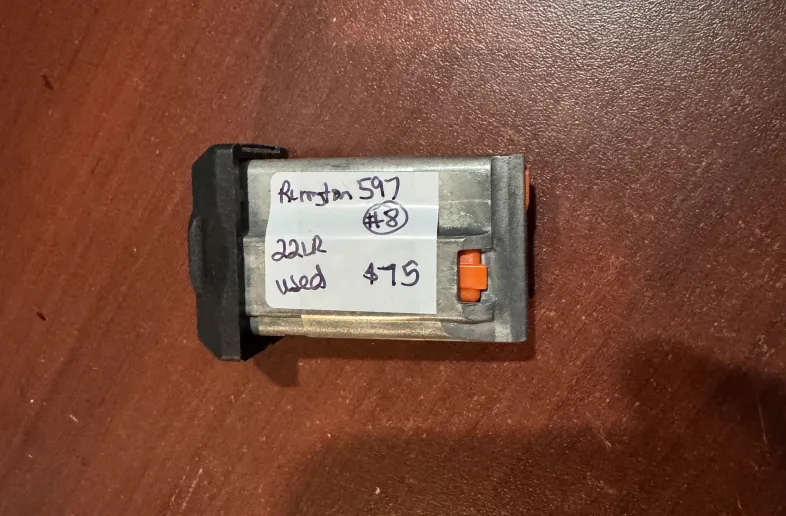 Remington 597
#8
22LR
used $75